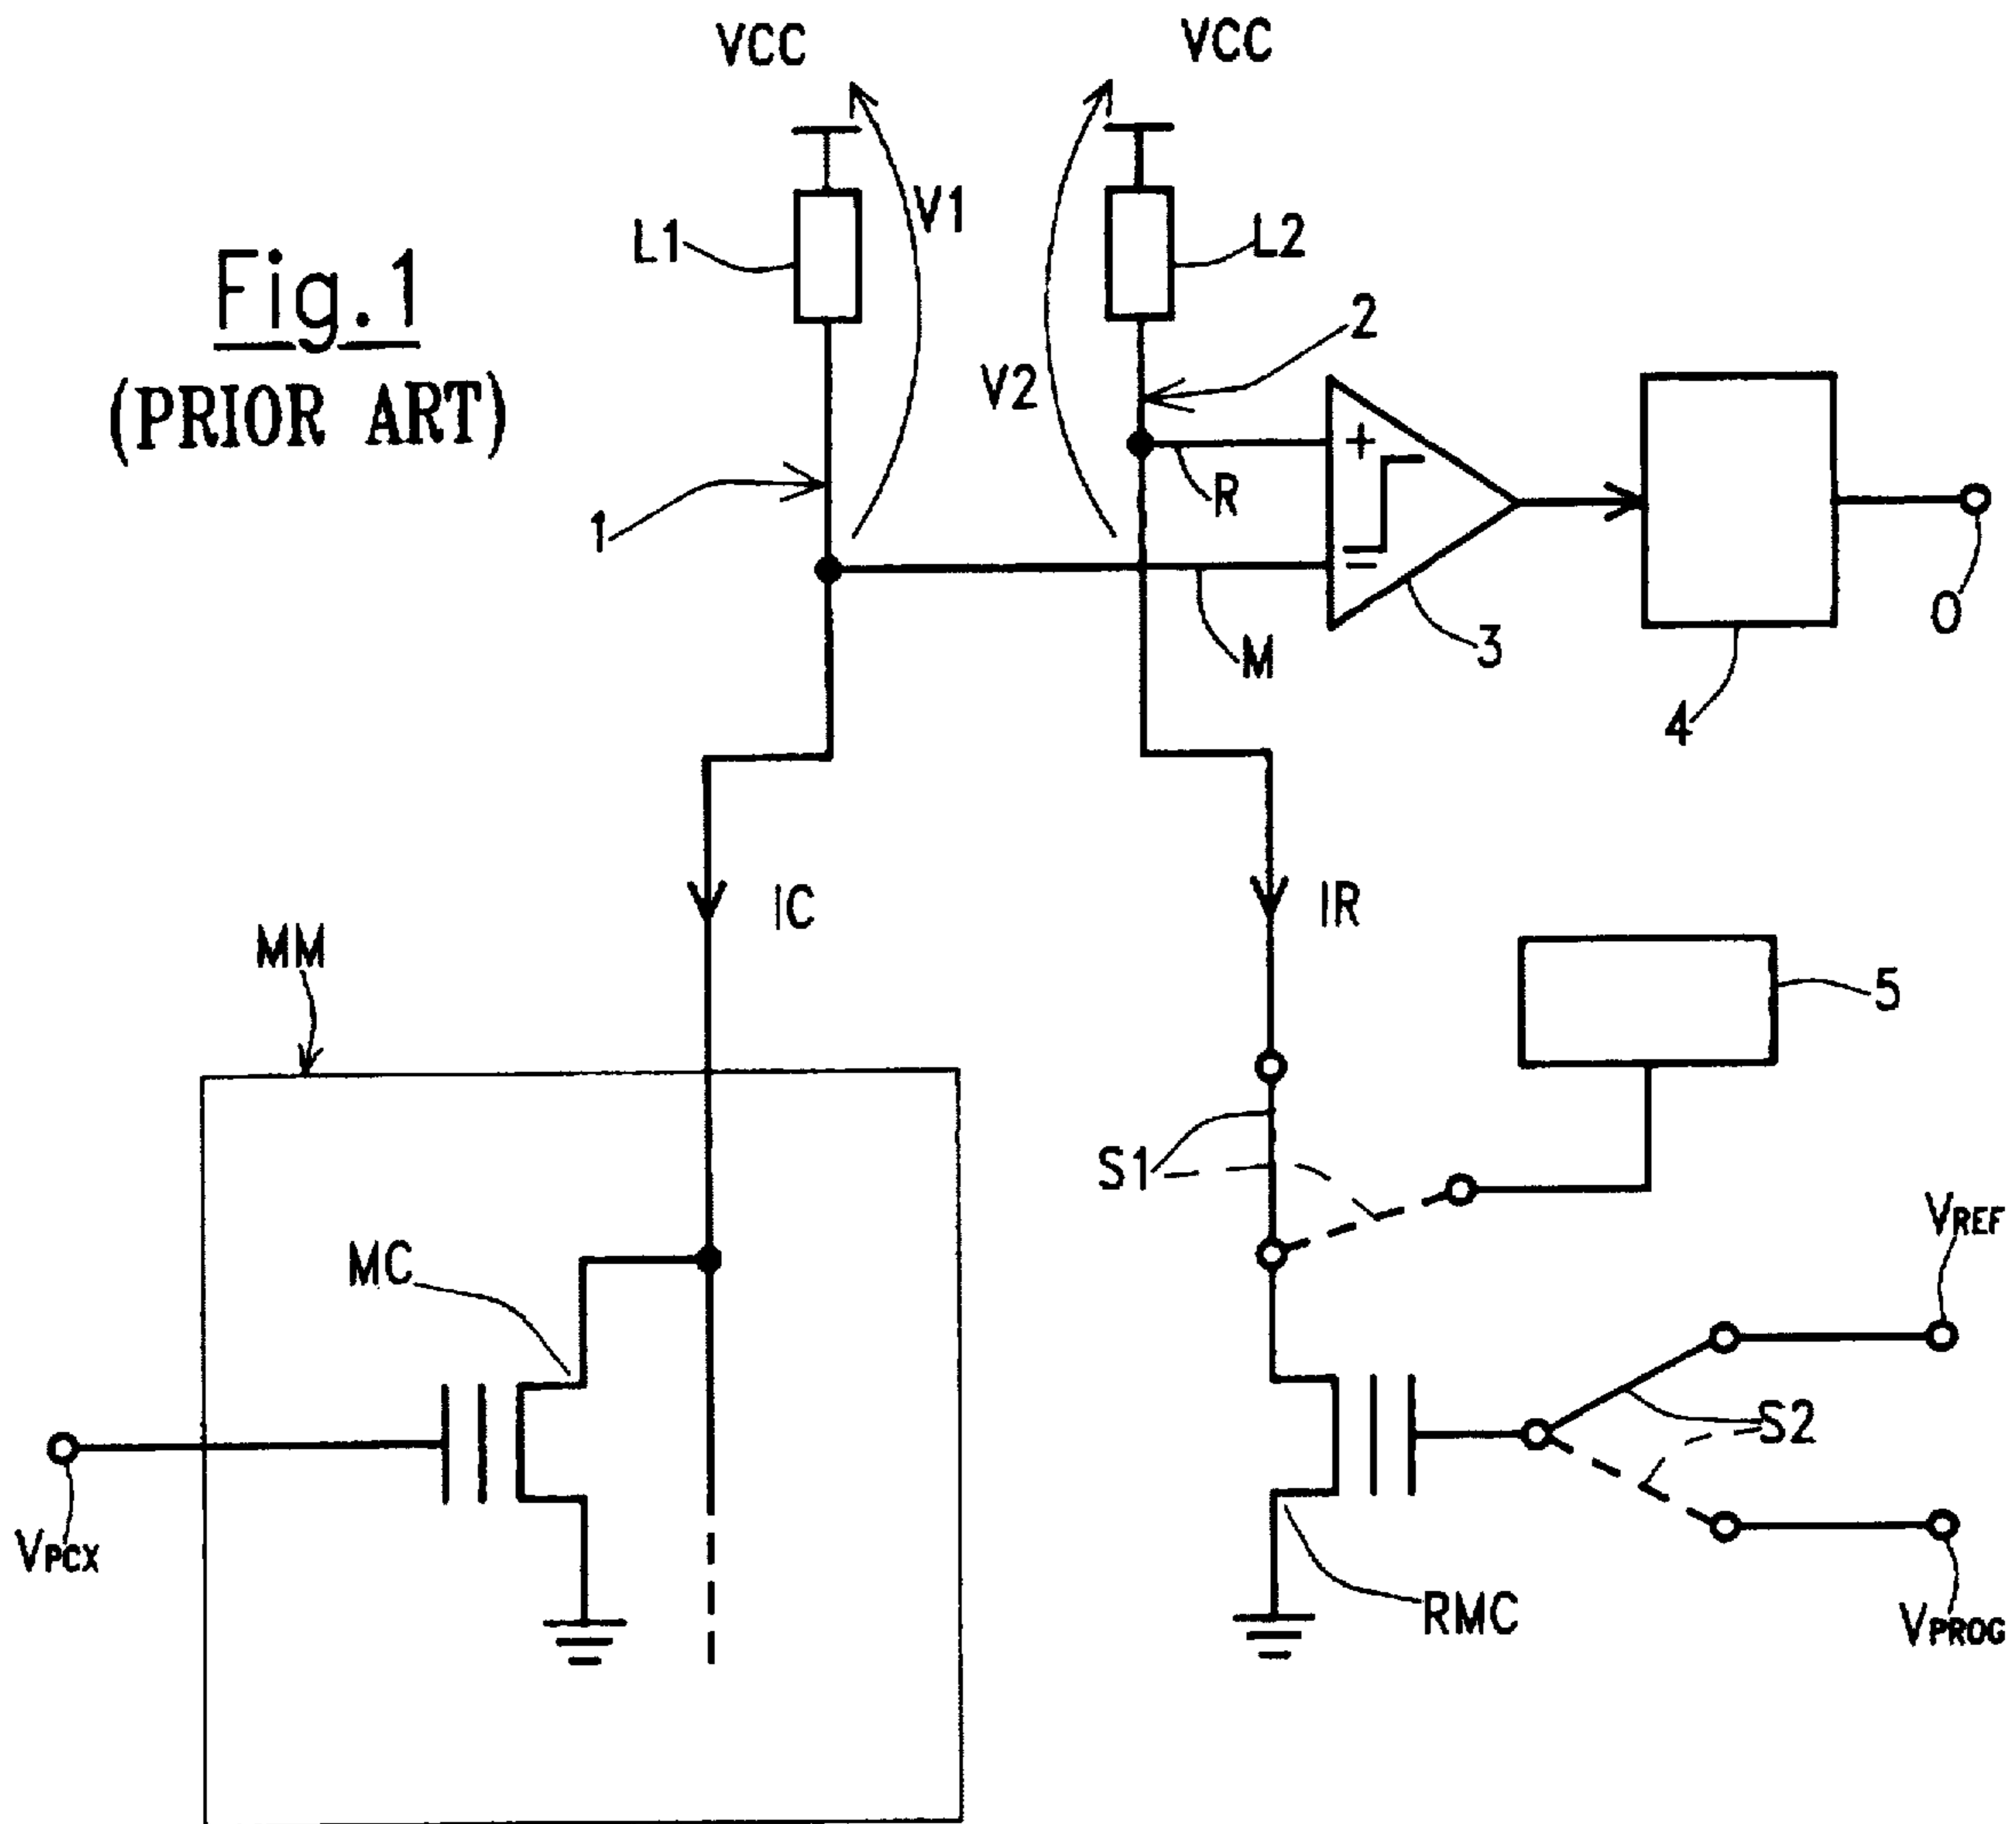 VCC
VCC
V1
L1
L2
Fig. 1
(PRIOR ART)
2
V2
+
R
1
-
M
3
4
O
IC
IR
MM
5
S1
VREF
MC
S2
VPCX
RMC
VPROG